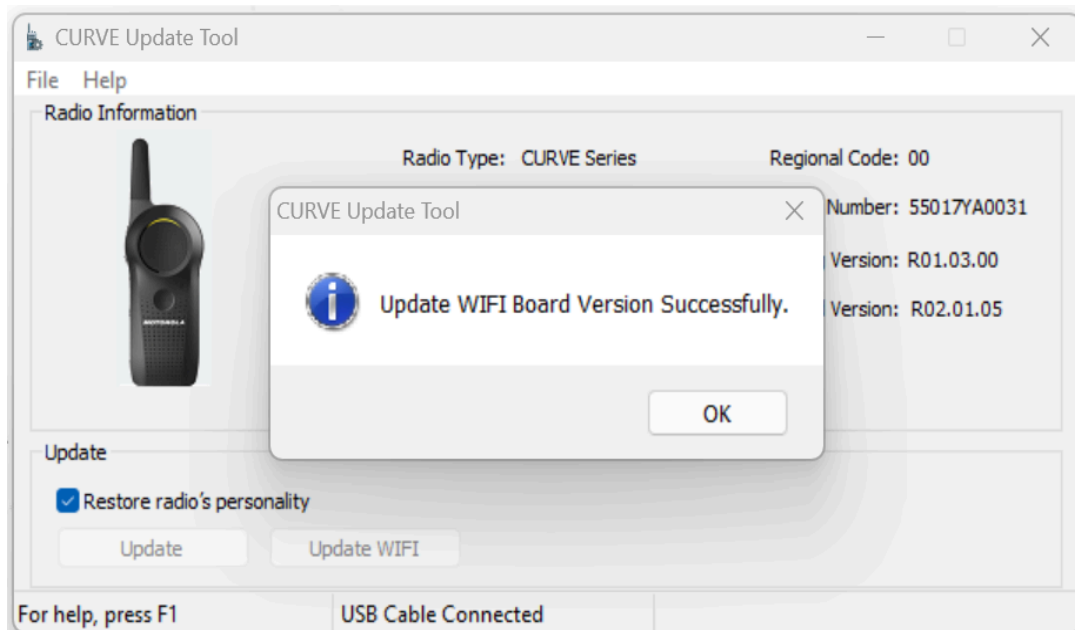 CURVE Update Tool
File Help
Radio Information
Radio Type: CURVE Series
Regional Code: 00
CURVE Update Tool
Number: 55017YA0031
Version: R01.03.00
Update WIFI Board Version Successfully.
Version: R02.01.05
MOTOROLA
OK
Update
Restore radio's personality
Update
Update WIFI
For help, press F1
USB Cable Connected